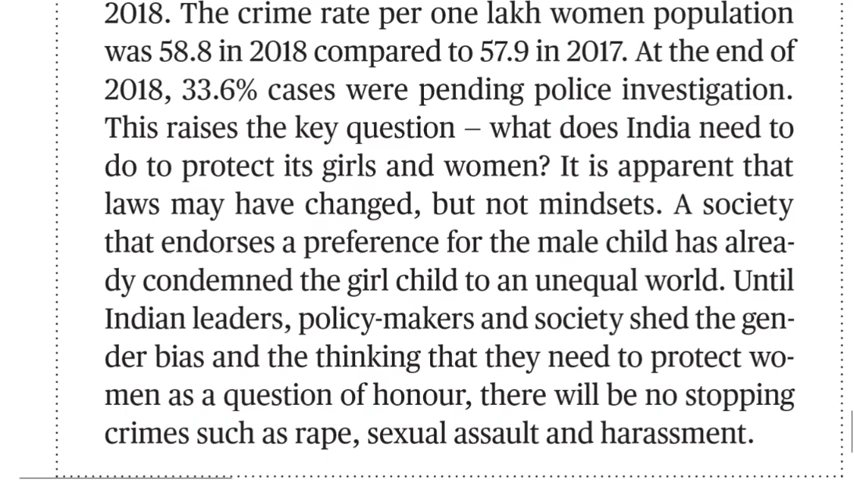 2018. The crime rate per one lakh women population
was 58.8 in 2018 compared to 57.9 in 2017. At the end of
2018, 33.6% cases were pending police investigation.
This raises the key question – what does India need to
do to protect its girls and women? It is apparent that
laws may have changed, but not mindsets. A society
that endorses a preference for the male child has alrea-
dy condemned the girl child to an unequal world. Until
Indian leaders, policy-makers and society shed the gen-
der bias and the thinking that they need to protect wo-
men as a question of honour, there will be no stopping
crimes such as rape, sexual assault and harassment.